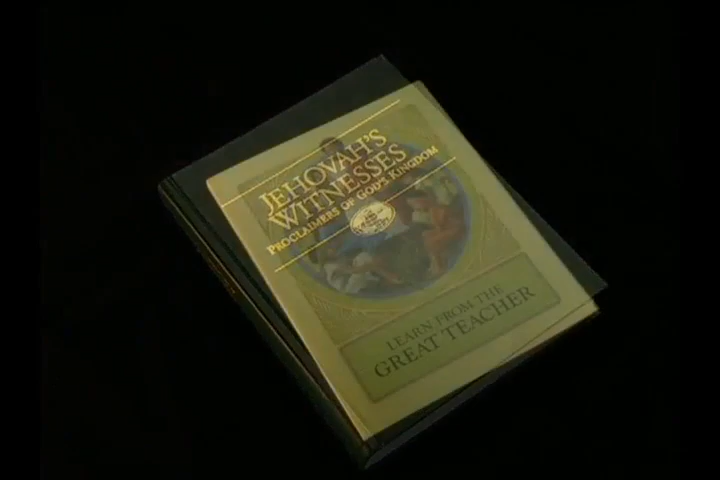 JEHOVAH'S
WITNESSES
PROCLAIMERS OF GOD'S KINGDOM
LEARN FROM THE
GREAT TEACHER